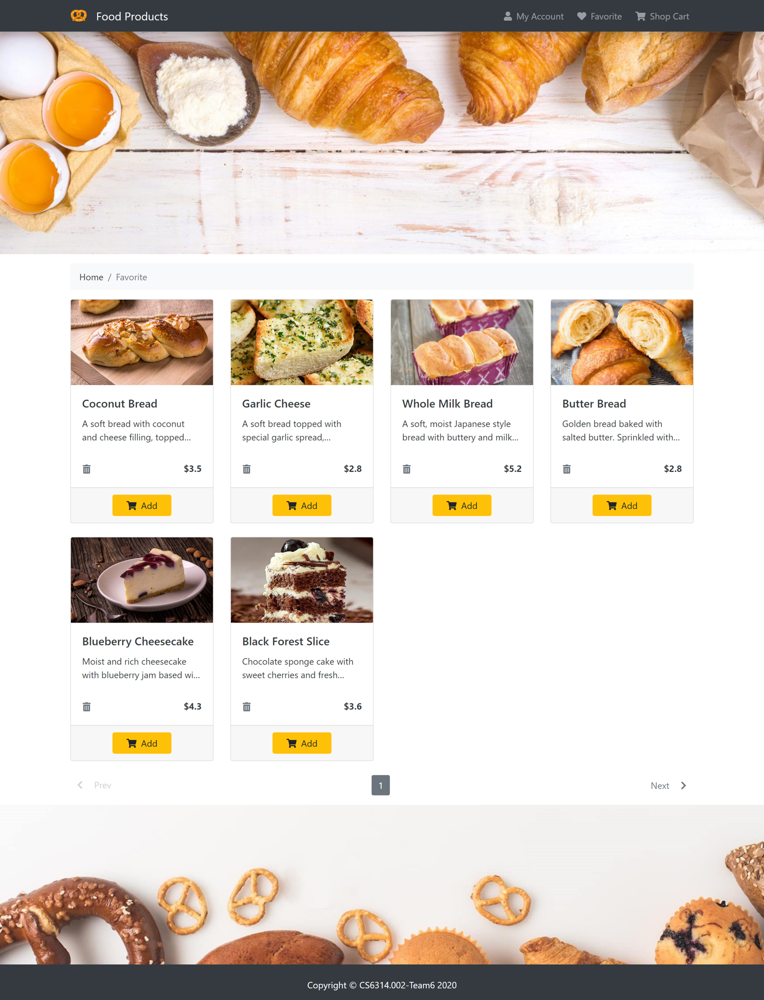 Food Products
My Account
Favorite
Shop Cart
Home / Favorite
Coconut Bread
A soft bread with coconut
and cheese filling, topped...
$3.5
Add
Garlic Cheese
A soft bread topped with
special garlic spread,...
$2.8
Add
Whole Milk Bread
A soft, moist Japanese style
bread with buttery and milk...
$5.2
Add
Butter Bread
Golden bread baked with
salted butter. Sprinkled with...
$2.8
Add
Blueberry Cheesecake
Moist and rich cheesecake
with blueberry jam based wi...
$4.3
Add
Black Forest Slice
Chocolate sponge cake with
sweet cherries and fresh...
$3.6
Add
Prev
1
Next
Copyright © CS6314.002-Team6 2020